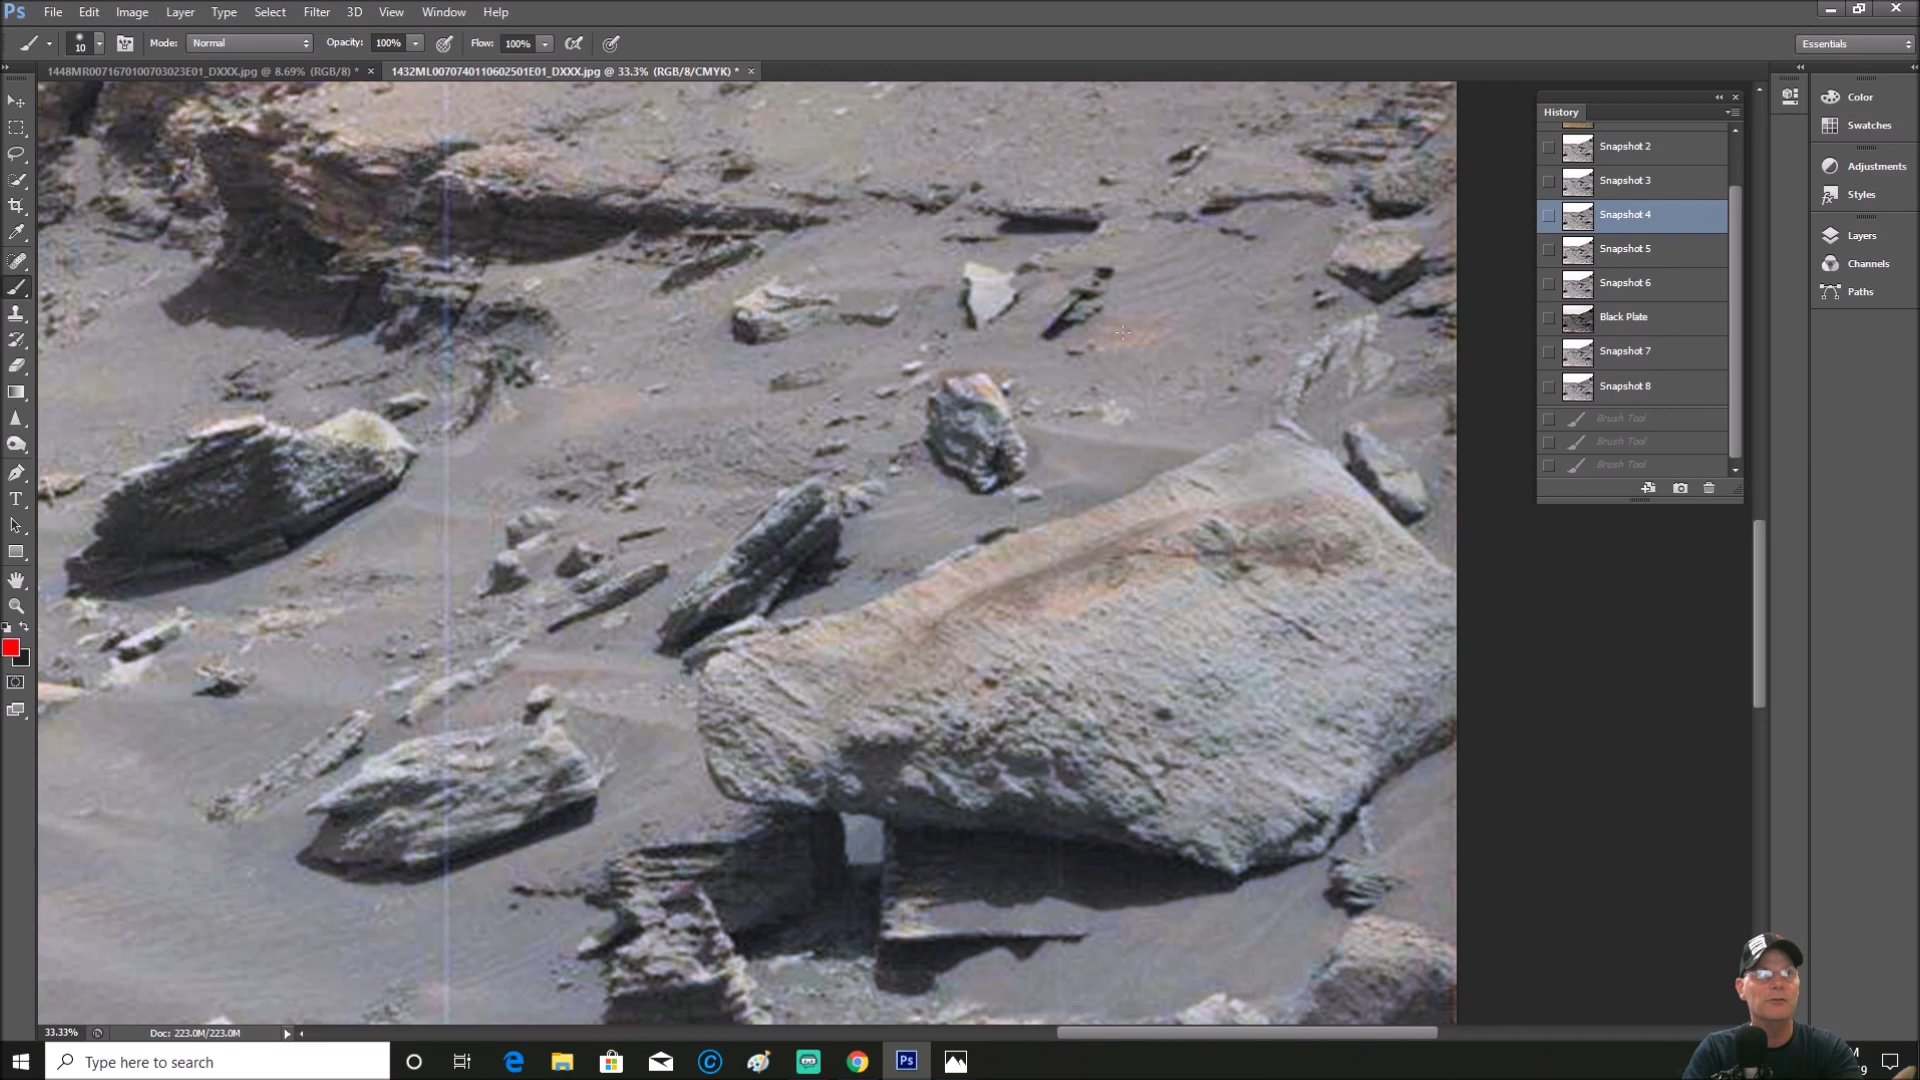 Ps File Edit Image Layer Type Select Filter 3D View Window Help
10 Mode: Normal Opacity: 100% Flow: 100% Essentials
1448MR0071670100703023E01_DXXX.jpg @ 8.69% (RGB/8) * × 1432ML0070740110602501E01_DXXX.jpg @ 33.3% (RGB/8/CMYK) * ×
History
Snapshot 2
Snapshot 3
Snapshot 4
Snapshot 5
Snapshot 6
Black Plate
Snapshot 7
Snapshot 8
Brush Tool
Brush Tool
Brush Tool
Color
Swatches
Adjustments
Styles
Layers
Channels
Paths
33.33% Doc: 223.0M/223.0M
Type here to search
Ps